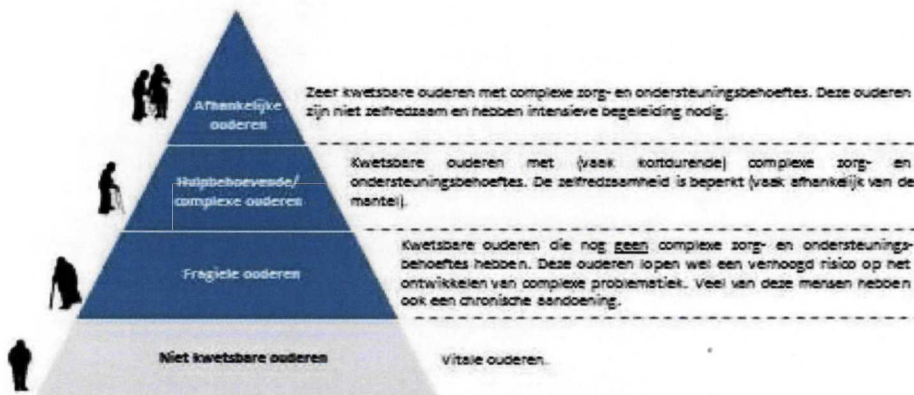 Afhankelijke
ouderen
Zeer kwetsbare ouderen met complexe zorg- en ondersteuningsbehoeftes. Deze ouderen
zijn niet zelfredzaam en hebben intensieve begeleiding nodig.
Hulpbehoevende/
complexe ouderen
Kwetsbare ouderen met (vaak kortdurende) complexe zorg- en
ondersteuningsbehoeftes. De zelfredzaamheid is beperkt (vaak afhankelijk van de
mantel).
Fragiele ouderen
Kwetsbare ouderen die nog geen complexe zorg- en ondersteunings-
behoeftes hebben. Deze ouderen lopen wel een verhoogd risico op het
ontwikkelen van complexe problematiek. Veel van deze mensen hebben
ook een chronische aandoening.
Niet kwetsbare ouderen
Vitale ouderen.